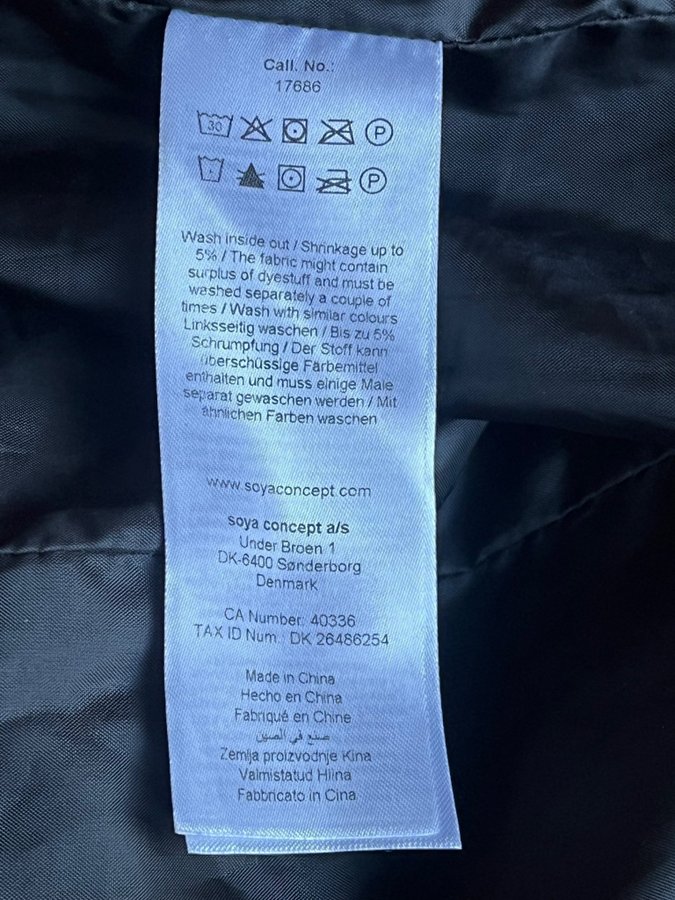 Call. No.:
17686
30
P
P
Wash inside out / Shrinkage up to
5% / The fabric might contain
surplus of dyestuff and must be
washed separately a couple of
times / Wash with similar colours
Linksseitig waschen / Bis zu 5%
Schrumpfung / Der Stoff kann
überschüssige Farbemittel
enthalten und muss einige Male
separat gewaschen werden / Mit
ähnlichen Farben waschen
www.soyaconcept.com
soya concept a/s
Under Broen 1
DK-6400 Sønderborg
Denmark
CA Number: 40336
TAX ID Num.: DK 26486254
Made in China
Hecho en China
Fabriqué en Chine
صنع في الصين
Zemlja proizvodnje Kina
Valmistatud Hiina
Fabbricato in Cina